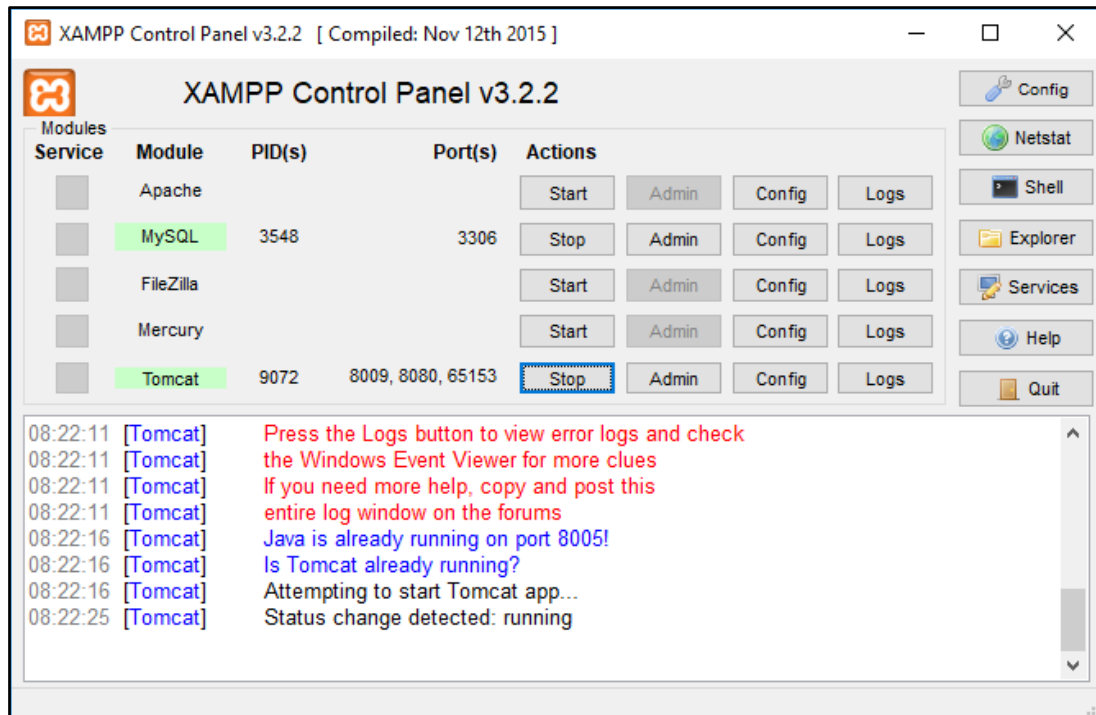 XAMPP Control Panel v3.2.2 [ Compiled: Nov 12th 2015 ]
XAMPP Control Panel v3.2.2
Config
Modules
Service Module PID(s) Port(s) Actions
Netstat
Apache Start Admin Config Logs
Shell
MySQL 3548 3306 Stop Admin Config Logs
Explorer
FileZilla Start Admin Config Logs
Services
Mercury Start Admin Config Logs
Help
Tomcat 9072 8009, 8080, 65153 Stop Admin Config Logs
Quit
08:22:11 [Tomcat] Press the Logs button to view error logs and check
08:22:11 [Tomcat] the Windows Event Viewer for more clues
08:22:11 [Tomcat] If you need more help, copy and post this
08:22:11 [Tomcat] entire log window on the forums
08:22:16 [Tomcat] Java is already running on port 8005!
08:22:16 [Tomcat] Is Tomcat already running?
08:22:16 [Tomcat] Attempting to start Tomcat app...
08:22:25 [Tomcat] Status change detected: running